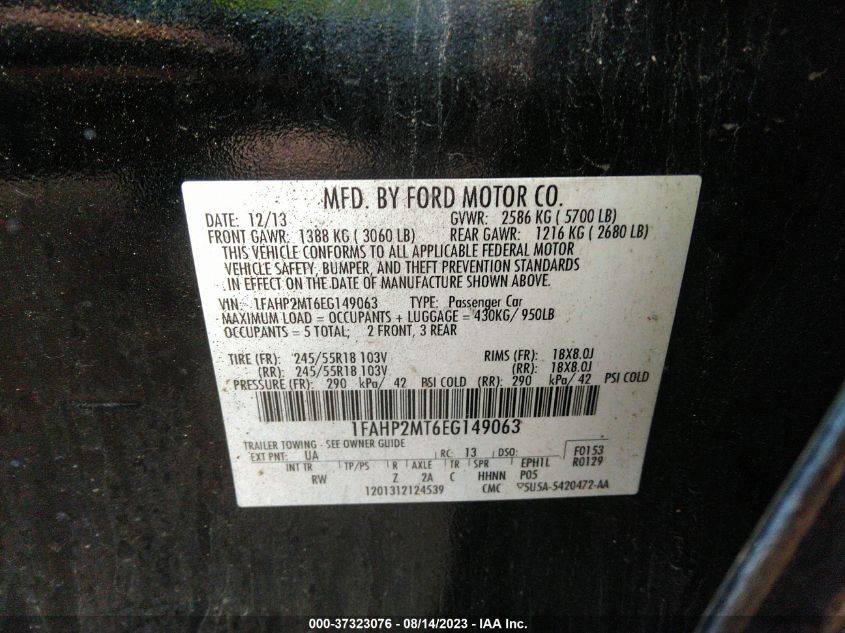 MFD. BY FORD MOTOR CO.
DATE: 12/13 GVWR: 2586 KG ( 5700 LB)
FRONT GAWR: 1388 KG ( 3060 LB) REAR GAWR: 1216 KG ( 2680 LB)
THIS VEHICLE CONFORMS TO ALL APPLICABLE FEDERAL MOTOR
VEHICLE SAFETY, BUMPER, AND THEFT PREVENTION STANDARDS
IN EFFECT ON THE DATE OF MANUFACTURE SHOWN ABOVE.
VIN: 1FAHP2MT6EG149063 TYPE: Passenger Car
MAXIMUM LOAD = OCCUPANTS + LUGGAGE = 430KG/ 950LB
OCCUPANTS = 5 TOTAL; 2 FRONT, 3 REAR
TIRE (FR): 245/55R18 103V RIMS (FR): 18X8.0J
(RR): 245/55R18 103V (RR): 18X8.0J
PRESSURE (FR): 290 kPa/ 42 PSI COLD (RR): 290 kPa/ 42 PSI COLD
1FAHP2MT6EG149063
TRAILER TOWING - SEE OWNER GUIDE
EXT PNT: UA RC: 13 DSO: F0153
INT TR TP/PS R AXLE TR SPR EPH1L R0129
RW Z 2A C HHNN P05
1201312124539 CMC 5U5A-5420472-AA
000-37323076 - 08/14/2023 - IAA Inc.